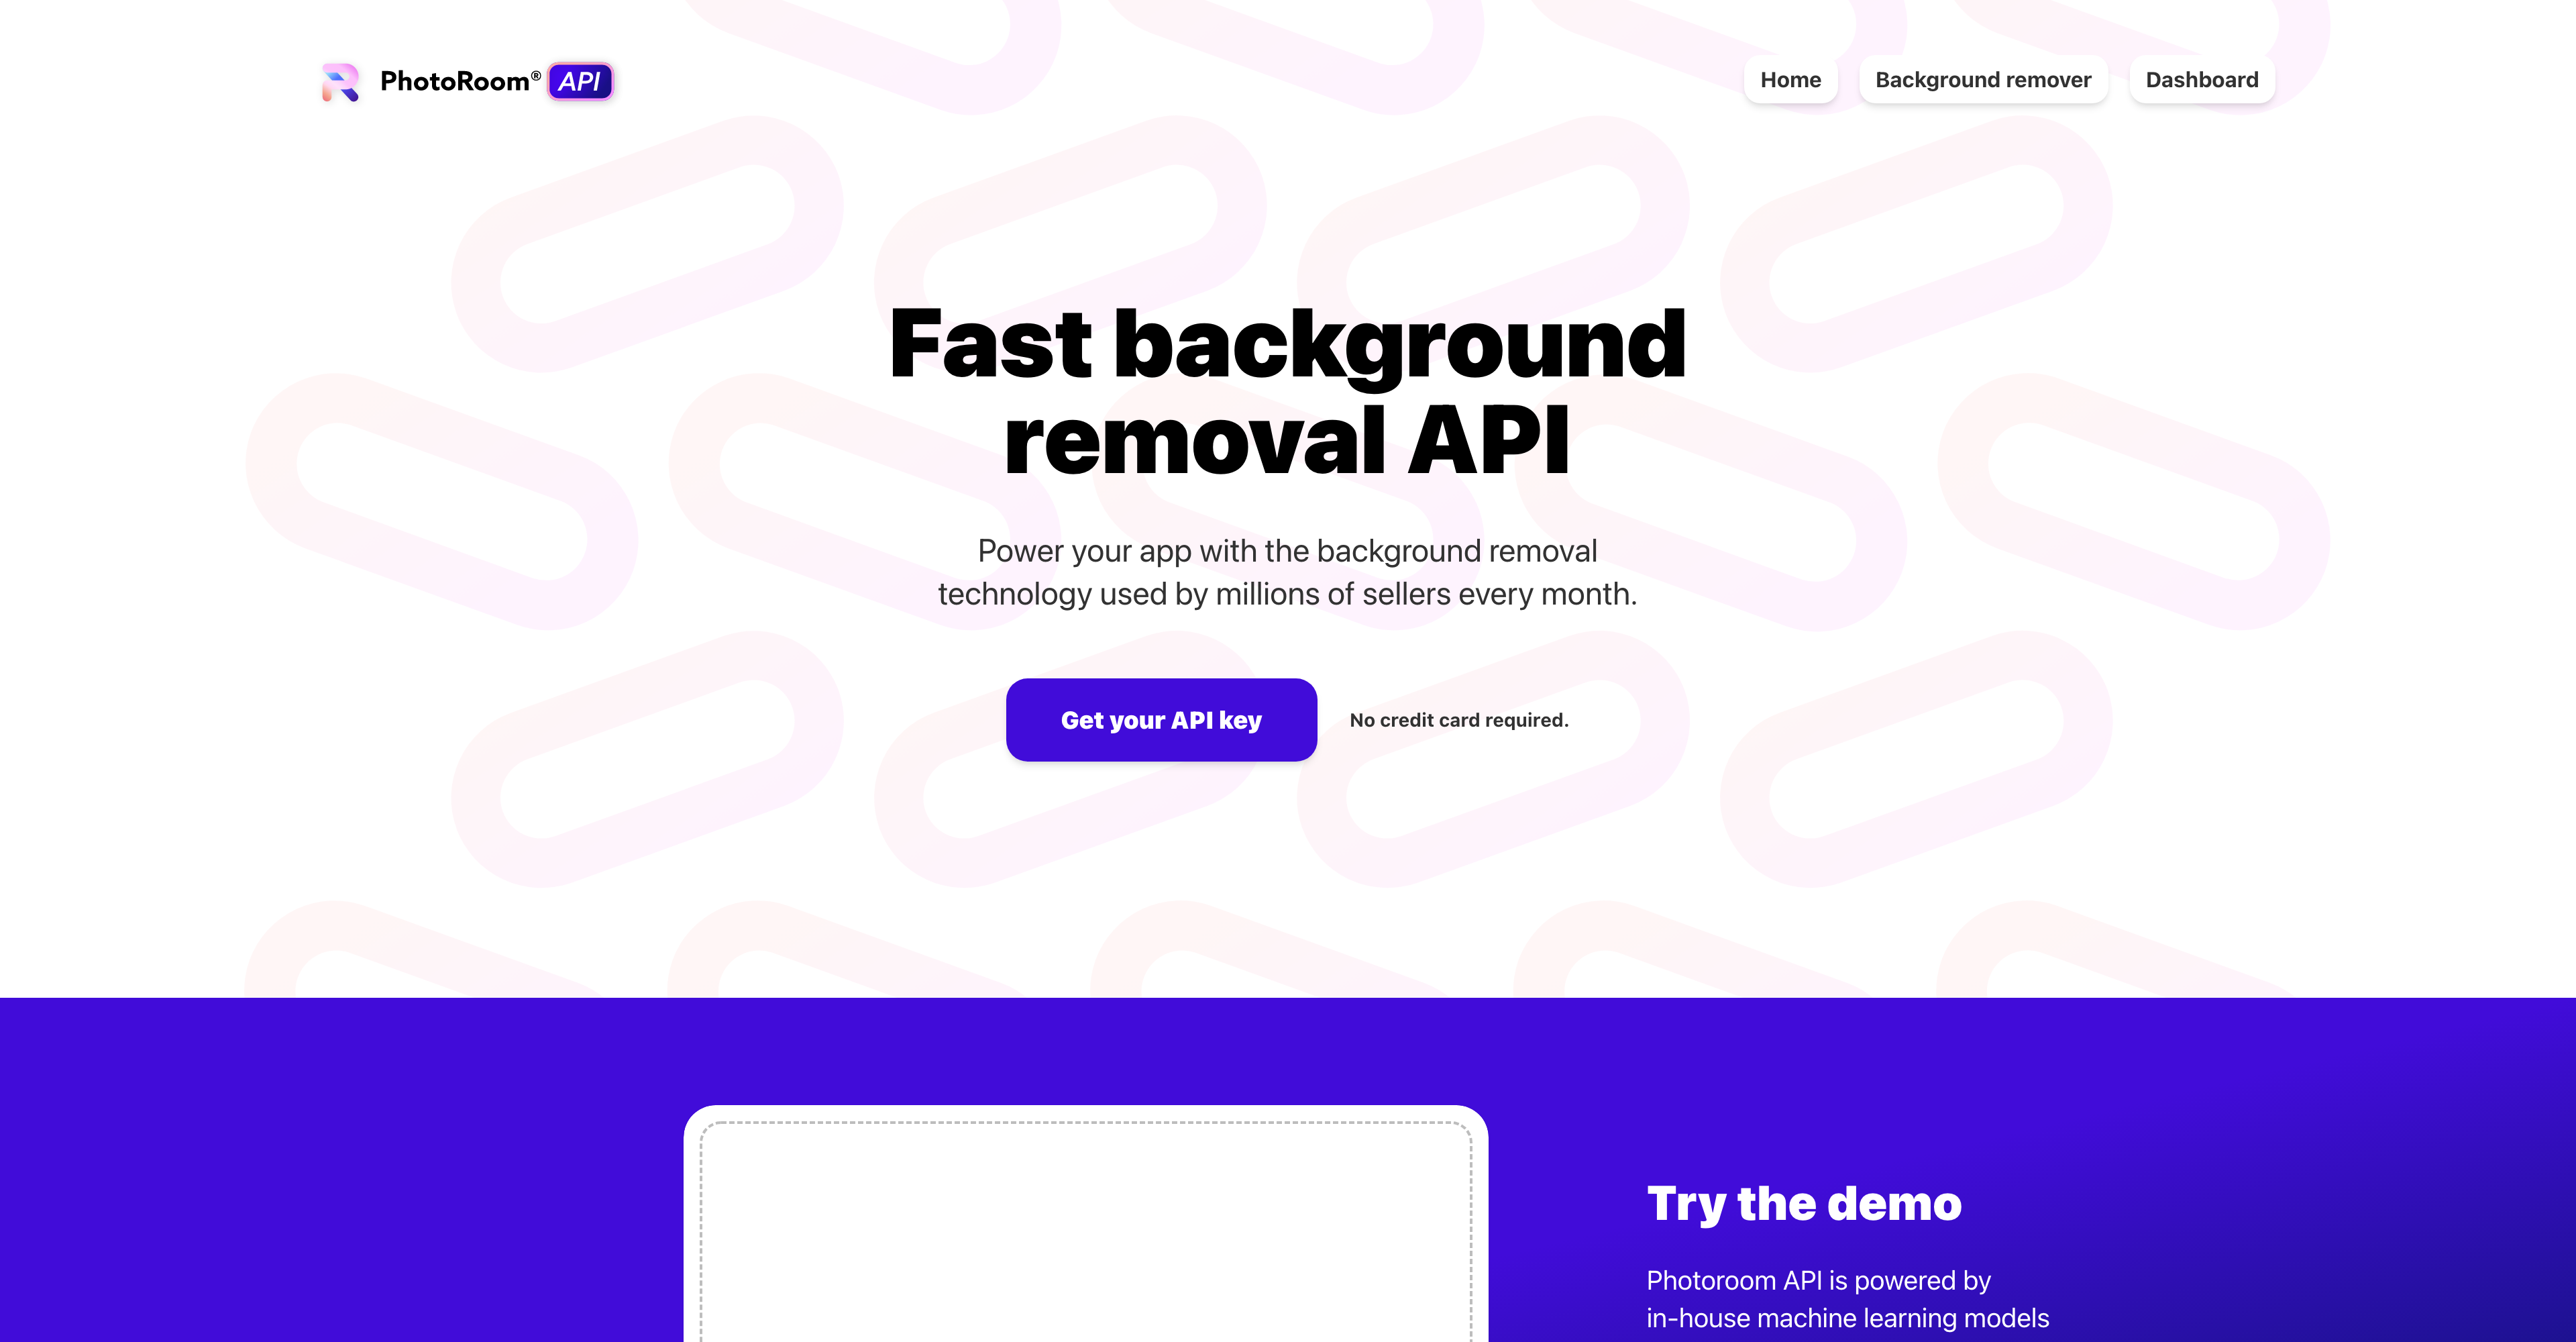 PhotoRoom® API
Home
Background remover
Dashboard
Fast background
removal API
Power your app with the background removal
technology used by millions of sellers every month.
Get your API key
No credit card required.
Try the demo
Photoroom API is powered by
in-house machine learning models